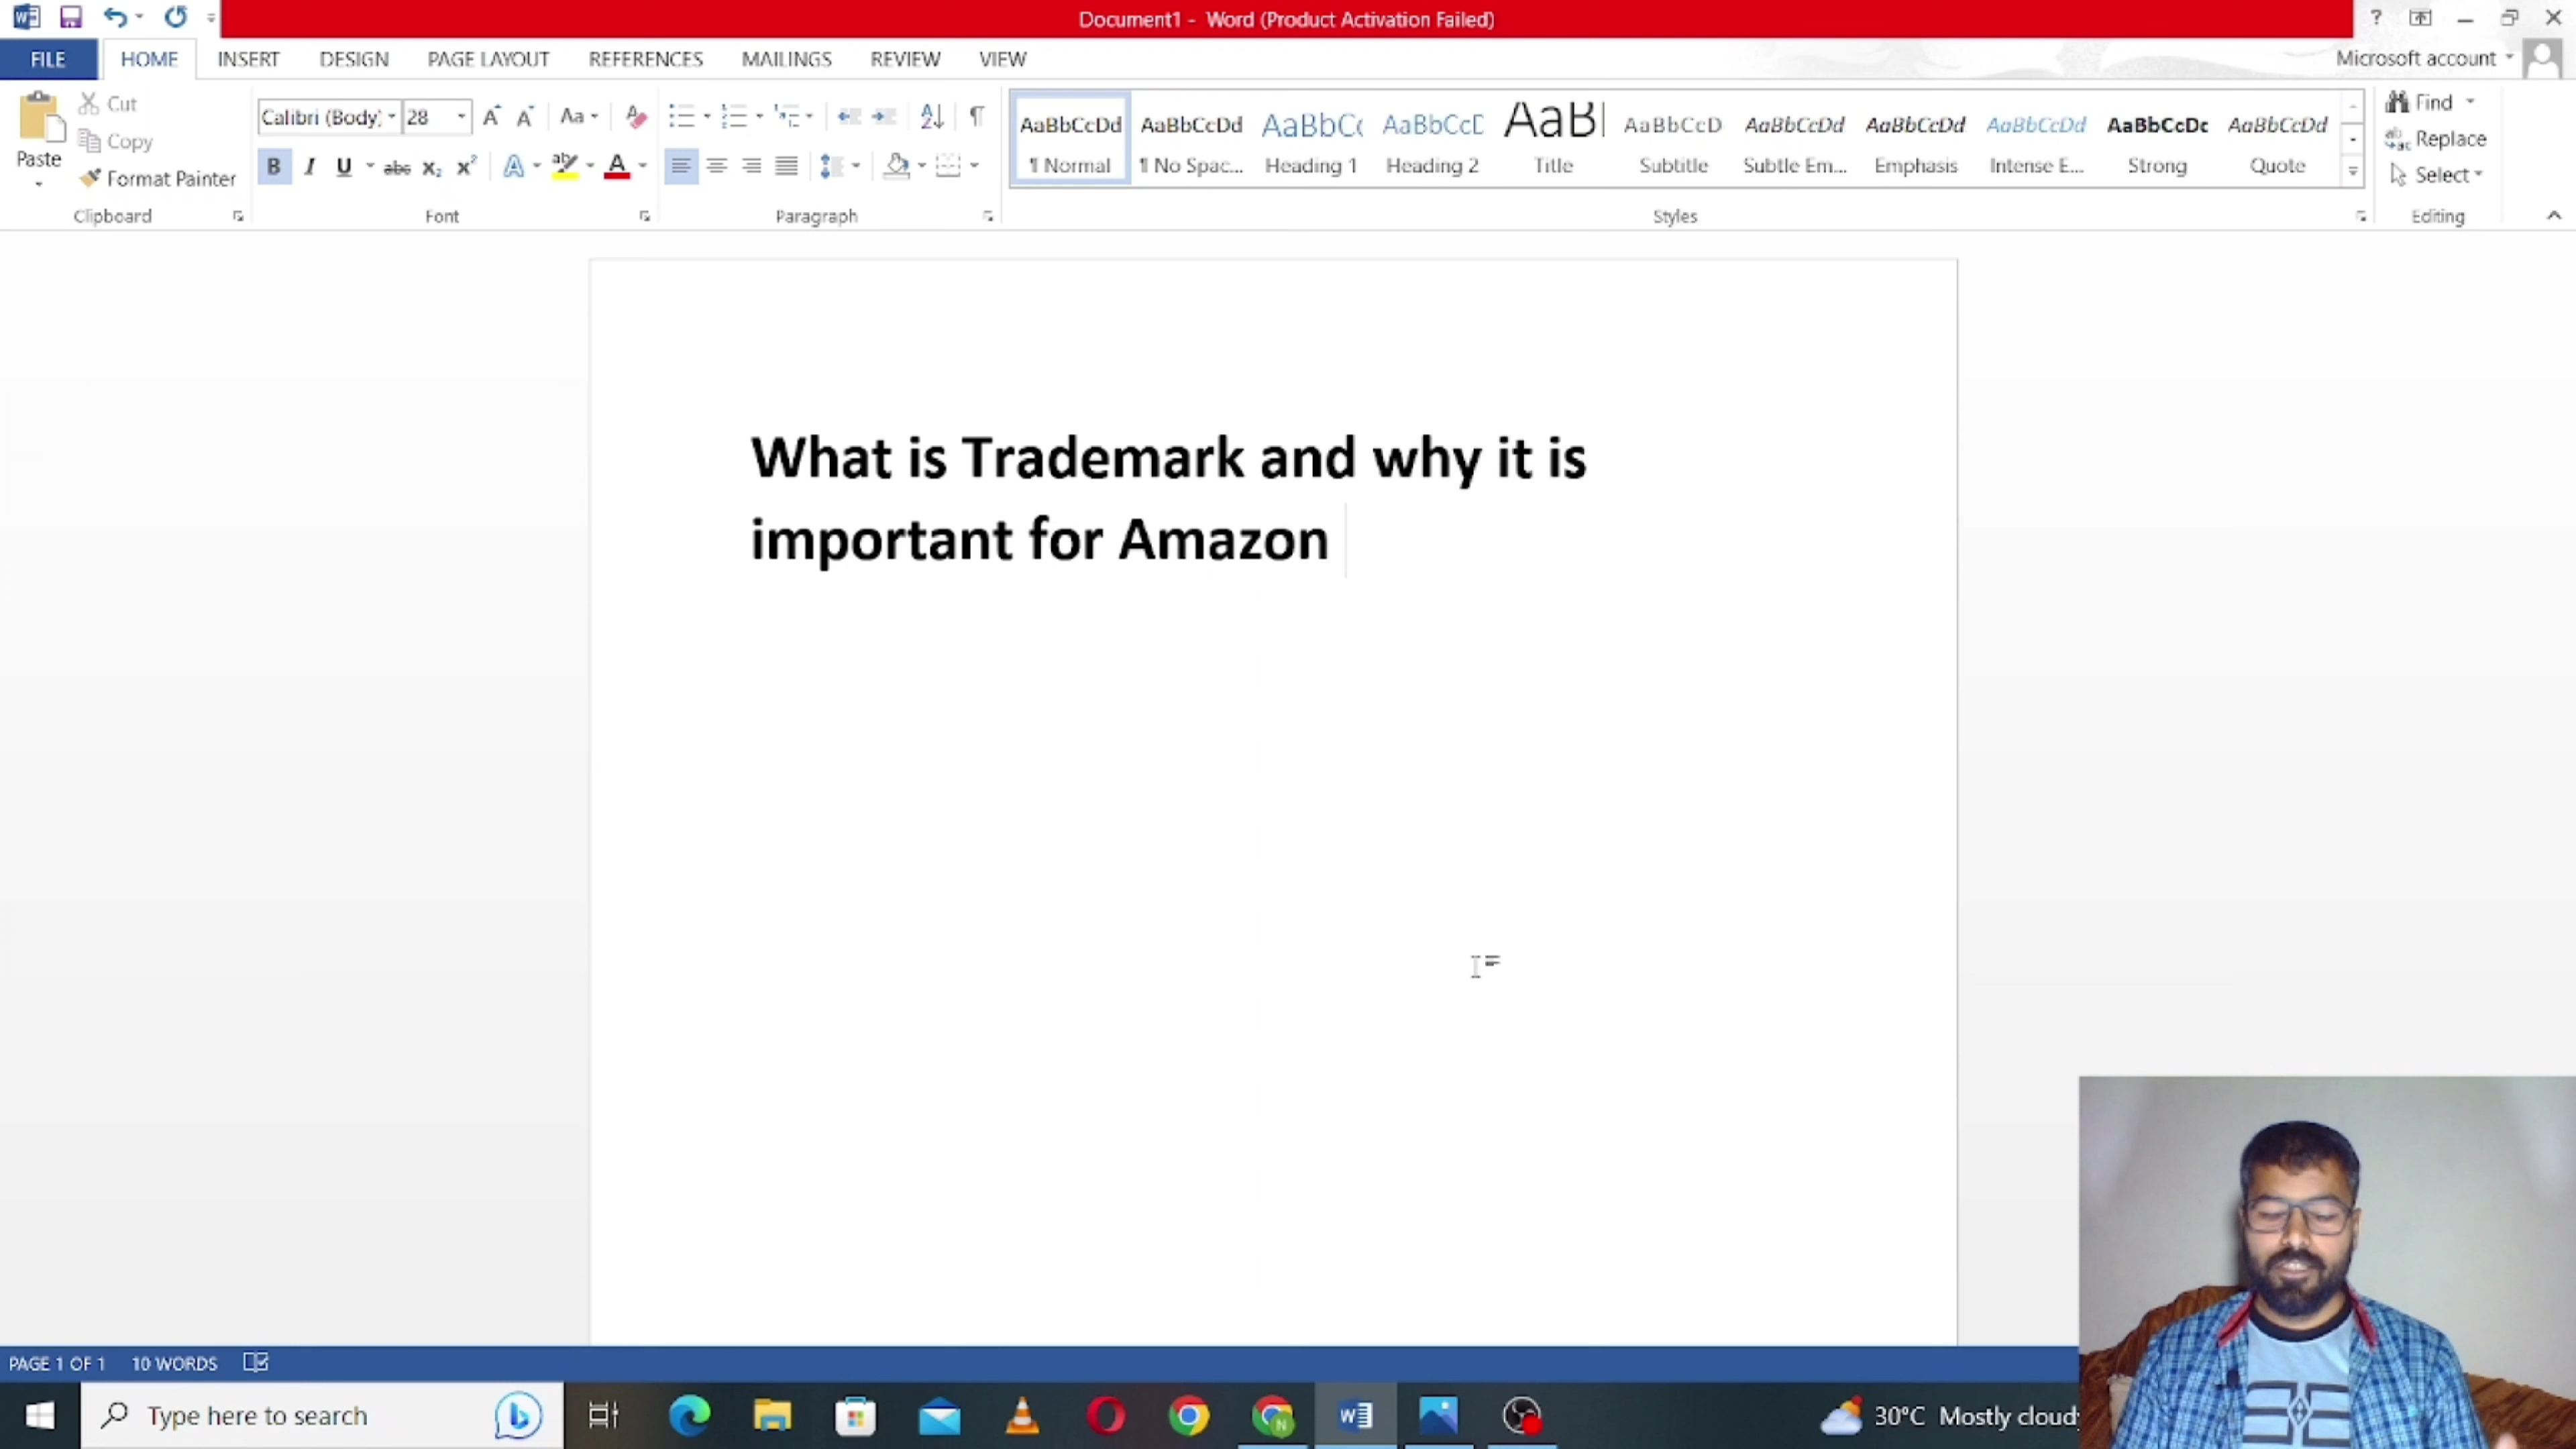 Document1 - Word (Product Activation Failed)
FILE HOME INSERT DESIGN PAGE LAYOUT REFERENCES MAILINGS REVIEW VIEW Microsoft account
Cut
Copy
Paste
Format Painter
Clipboard
Calibri (Body) 28
Font
Paragraph
AaBbCcDd AaBbCcDd AaBbCc AaBbCcD AaB AaBbCcD AaBbCcDd AaBbCcDd AaBbCcDd AaBbCcDc AaBbCcDd
¶ Normal ¶ No Spac... Heading 1 Heading 2 Title Subtitle Subtle Em... Emphasis Intense E... Strong Quote
Styles
Find
Replace
Select
Editing
What is Trademark and why it is
important for Amazon
PAGE 1 OF 1 10 WORDS
Type here to search
30°C Mostly cloudy